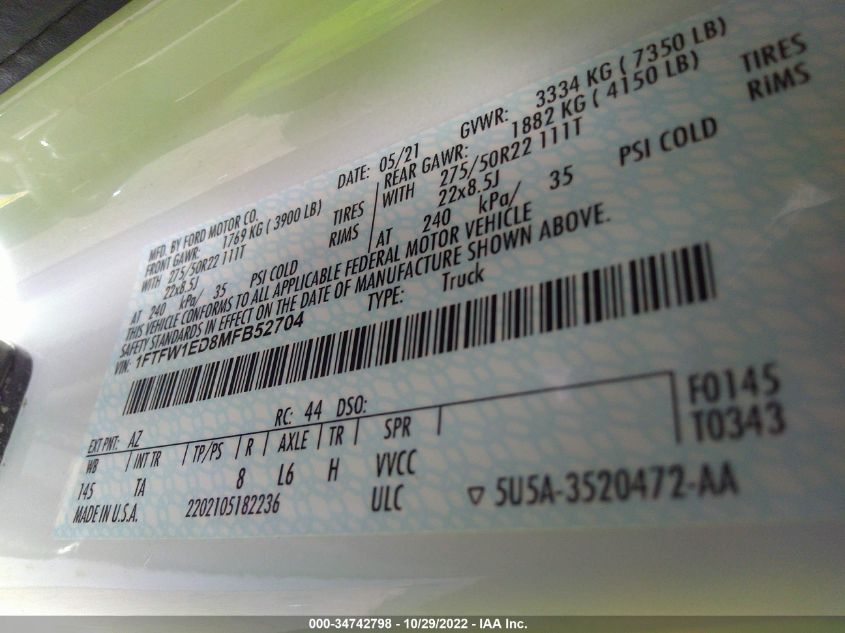 MFD. BY FORD MOTOR CO. DATE: 05/21 GVWR: 3334 KG ( 7350 LB)
FRONT GAWR: 1769 KG ( 3900 LB) REAR GAWR: 1882 KG ( 4150 LB)
WITH 275/50R22 111T TIRES WITH 275/50R22 111T TIRES
22x8.5J RIMS 22x8.5J RIMS
AT 240 kPa/ 35 PSI COLD AT 240 kPa/ 35 PSI COLD
THIS VEHICLE CONFORMS TO ALL APPLICABLE FEDERAL MOTOR VEHICLE
SAFETY STANDARDS IN EFFECT ON THE DATE OF MANUFACTURE SHOWN ABOVE.
VIN: 1FTFW1ED8MFB52704 TYPE: Truck
F0145
T0343
EXT PNT: AZ RC: 44 DSO:
WB INT TR TP/PS R AXLE TR SPR
145 TA 8 L6 H VVCC
MADE IN U.S.A. 2202105182236 ULC 5U5A-3520472-AA
000-34742798 - 10/29/2022 - IAA Inc.